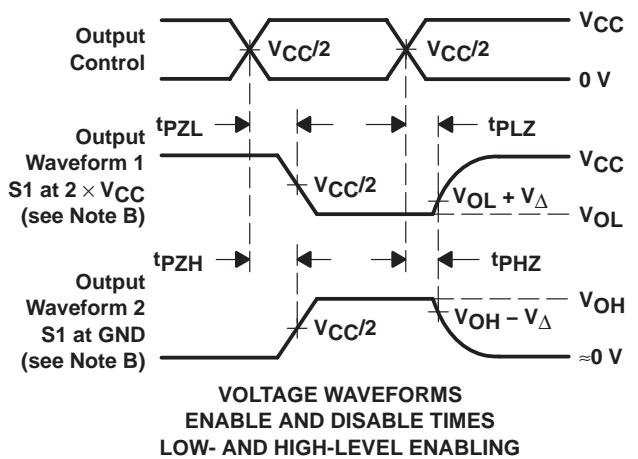 Output
Control
VCC/2
VCC/2
VCC
0 V
tPZL
tPLZ
Output
Waveform 1
S1 at 2 × VCC
(see Note B)
VCC/2
VCC
VOL + VΔ
VOL
tPZH
tPHZ
Output
Waveform 2
S1 at GND
(see Note B)
VCC/2
VOH
VOH − VΔ
≈0 V
VOLTAGE WAVEFORMS
ENABLE AND DISABLE TIMES
LOW- AND HIGH-LEVEL ENABLING